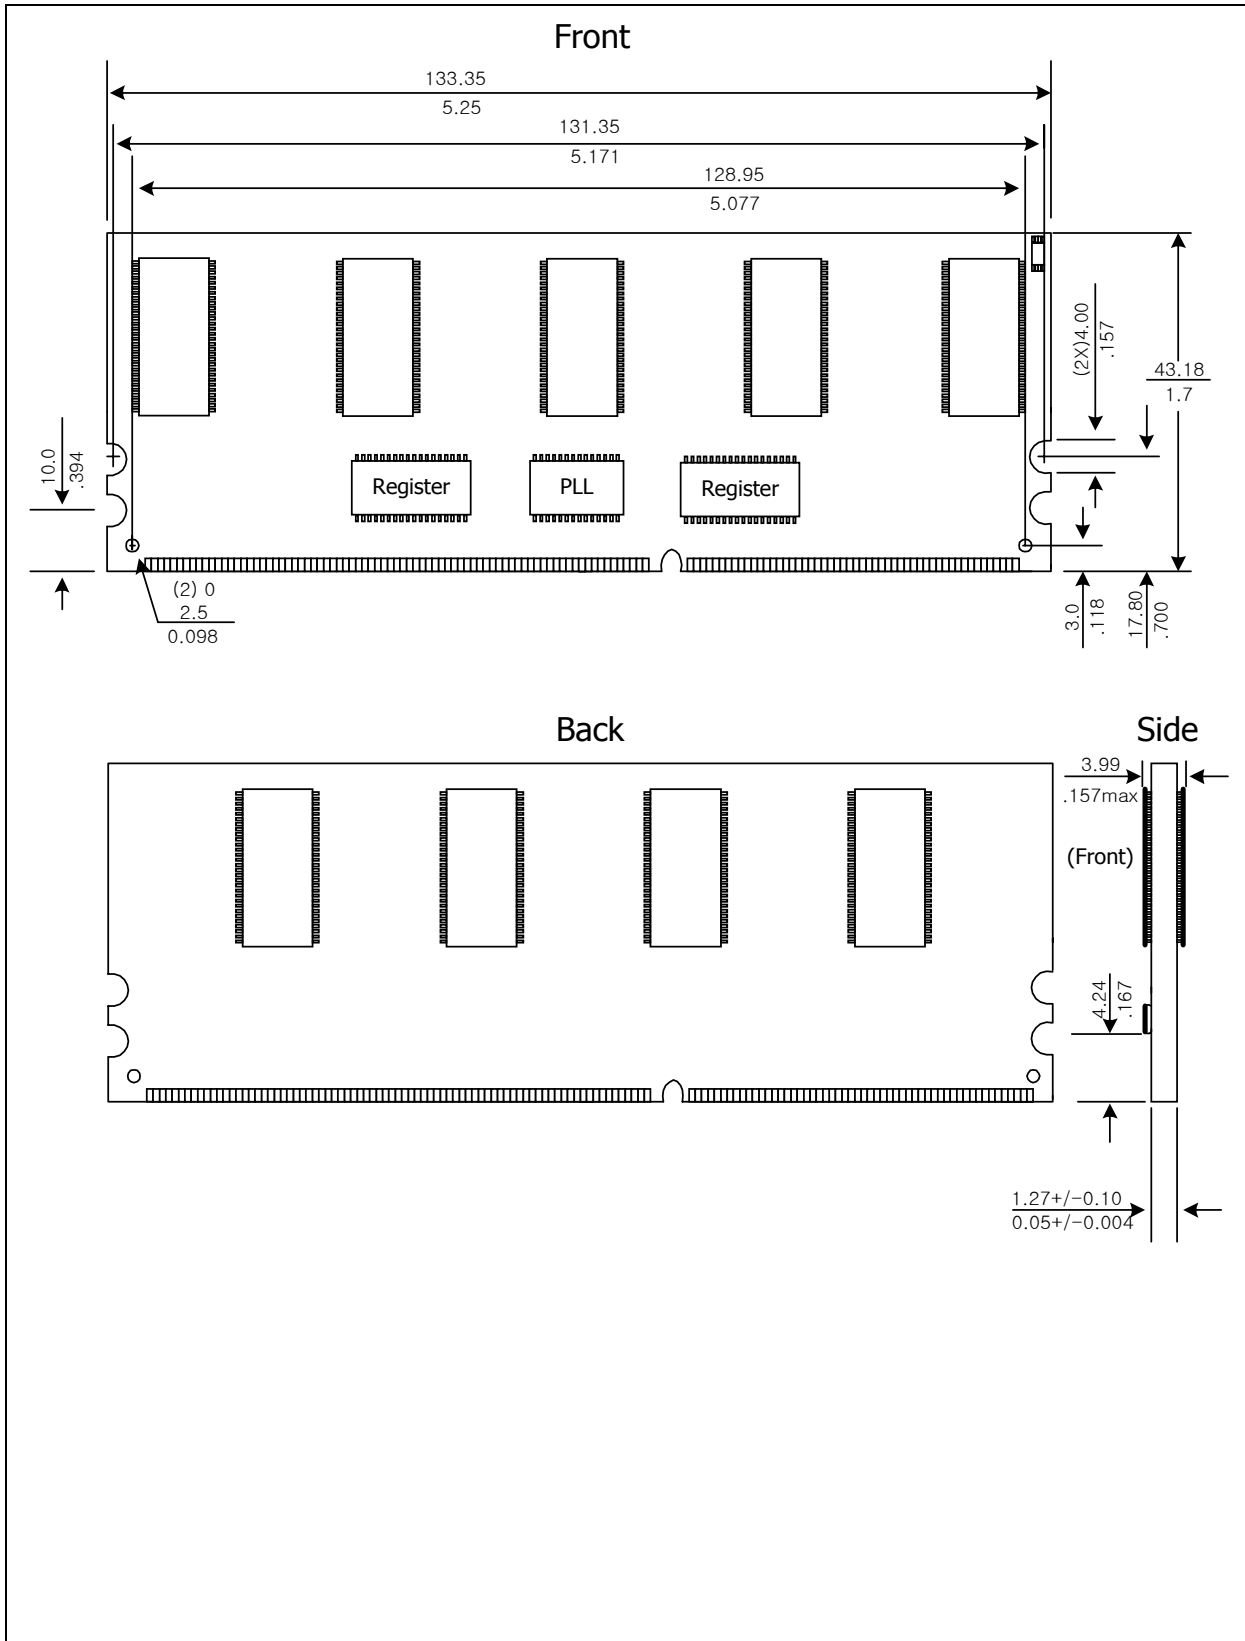 Front
133.35
5.25
131.35
5.171
128.95
5.077
(2X)4.00
.157
43.18
1.7
10.0
.394
Register
PLL
Register
(2) 0
2.5
0.098
3.0
.118
17.80
.700
Back
Side
3.99
.157max
(Front)
4.24
.167
1.27+/-0.10
0.05+/-0.004